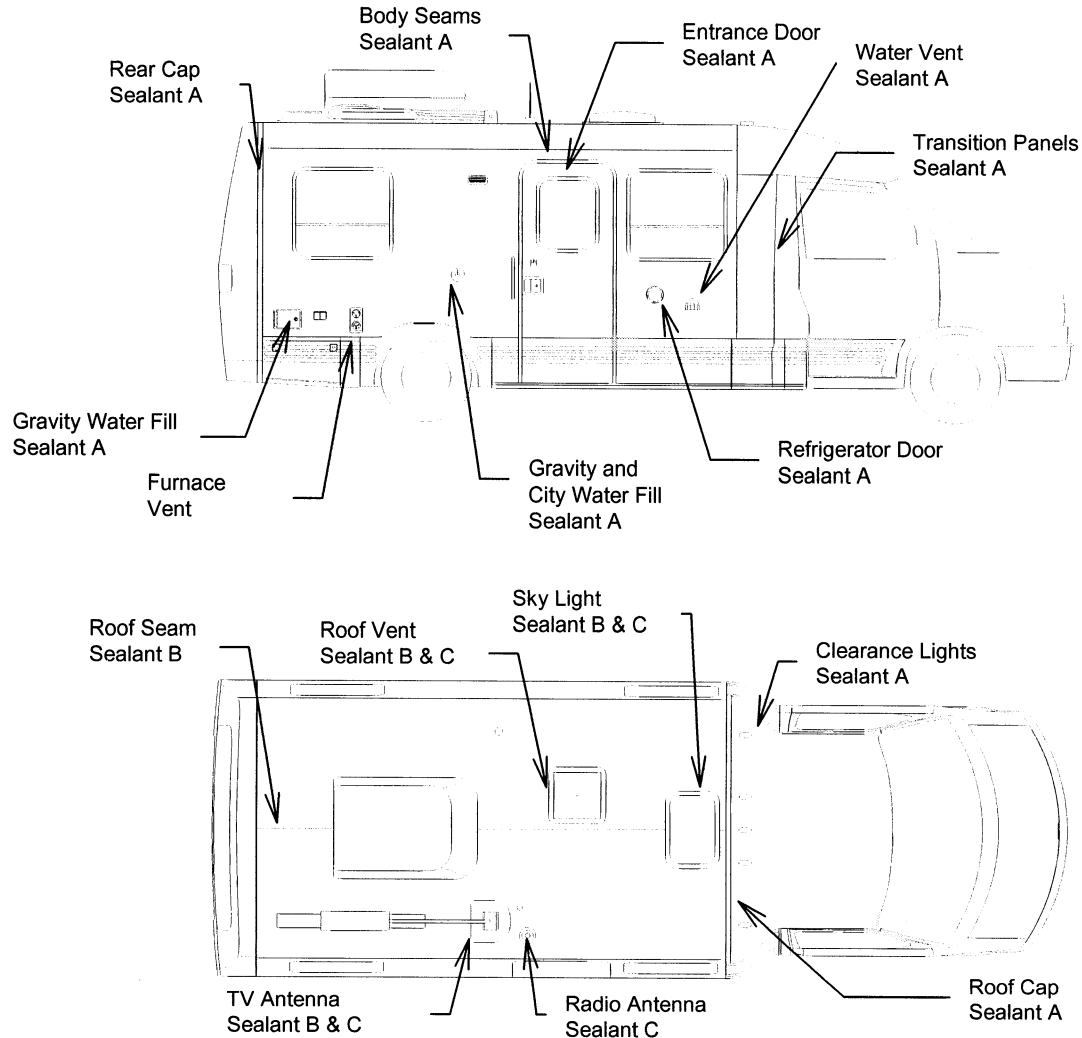 Body Seams
Sealant A
Entrance Door
Sealant A
Water Vent
Sealant A
Rear Cap
Sealant A
Transition Panels
Sealant A
Gravity Water Fill
Sealant A
Furnace
Vent
Gravity and
City Water Fill
Sealant A
Refrigerator Door
Sealant A
Sky Light
Sealant B & C
Roof Seam
Sealant B
Roof Vent
Sealant B & C
Clearance Lights
Sealant A
TV Antenna
Sealant B & C
Radio Antenna
Sealant C
Roof Cap
Sealant A